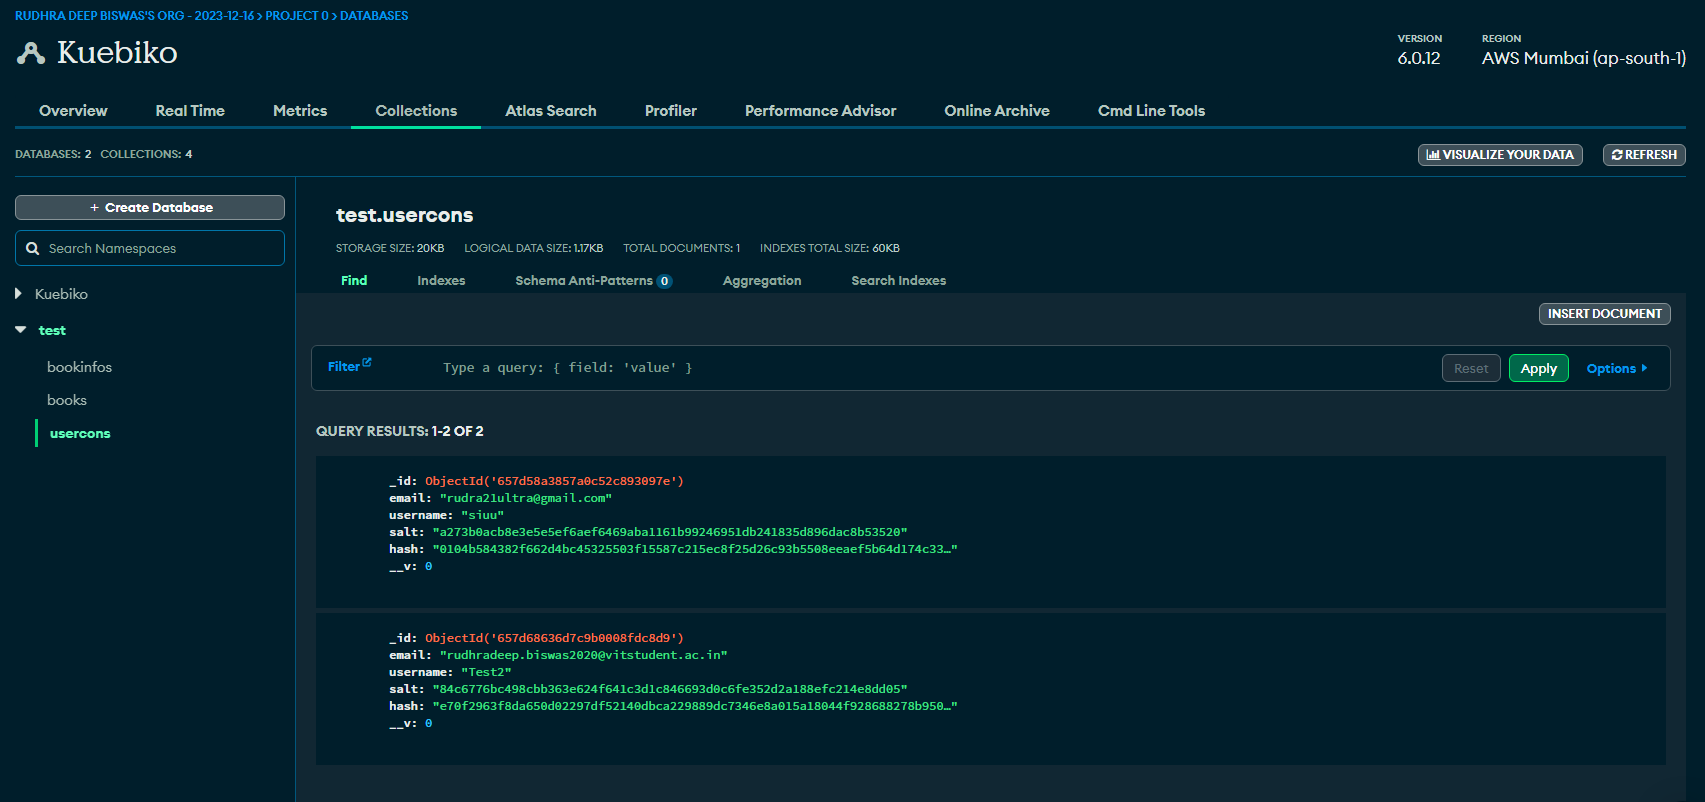 RUDHRA DEEP BISWAS'S ORG - 2023-12-16 > PROJECT 0 > DATABASES
Kuebiko
VERSION REGION
6.0.12 AWS Mumbai (ap-south-1)
Overview Real Time Metrics Collections Atlas Search Profiler Performance Advisor Online Archive Cmd Line Tools
DATABASES: 2 COLLECTIONS: 4 VISUALIZE YOUR DATA REFRESH
+ Create Database
Search Namespaces
Kuebiko
test
bookinfos
books
usercons
test.usercons
STORAGE SIZE: 20KB LOGICAL DATA SIZE: 1.17KB TOTAL DOCUMENTS: 1 INDEXES TOTAL SIZE: 60KB
Find Indexes Schema Anti-Patterns 0 Aggregation Search Indexes
INSERT DOCUMENT
Filter Type a query: { field: 'value' } Reset Apply Options
QUERY RESULTS: 1-2 OF 2
_id: ObjectId('657d58a3857a0c52c893097e')
email: "rudra21ultra@gmail.com"
username: "siuu"
salt: "a273b0acb8e3e5e5ef6aef6469aba1161b99246951db241835d896dac8b53520"
hash: "0104b584382f662d4bc45325503f15587c215ec8f25d26c93b5508eeaef5b64d174c33…"
__v: 0
_id: ObjectId('657d68636d7c9b0008fdc8d9')
email: "rudhradeep.biswas2020@vitstudent.ac.in"
username: "Test2"
salt: "84c6776bc498cbb363e624f641c3d1c846693d0c6fe352d2a188efc214e8dd05"
hash: "e70f2963f8da650d02297df52140dbca229889dc7346e8a015a18044f928688278b950…"
__v: 0